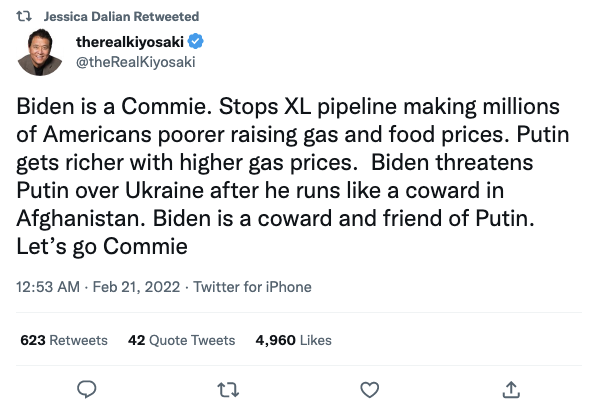 Jessica Dalian Retweeted
therealkiyosaki
@theRealKiyosaki
Biden is a Commie. Stops XL pipeline making millions
of Americans poorer raising gas and food prices. Putin
gets richer with higher gas prices.  Biden threatens
Putin over Ukraine after he runs like a coward in
Afghanistan. Biden is a coward and friend of Putin.
Let’s go Commie
12:53 AM · Feb 21, 2022 · Twitter for iPhone
623 Retweets 42 Quote Tweets 4,960 Likes